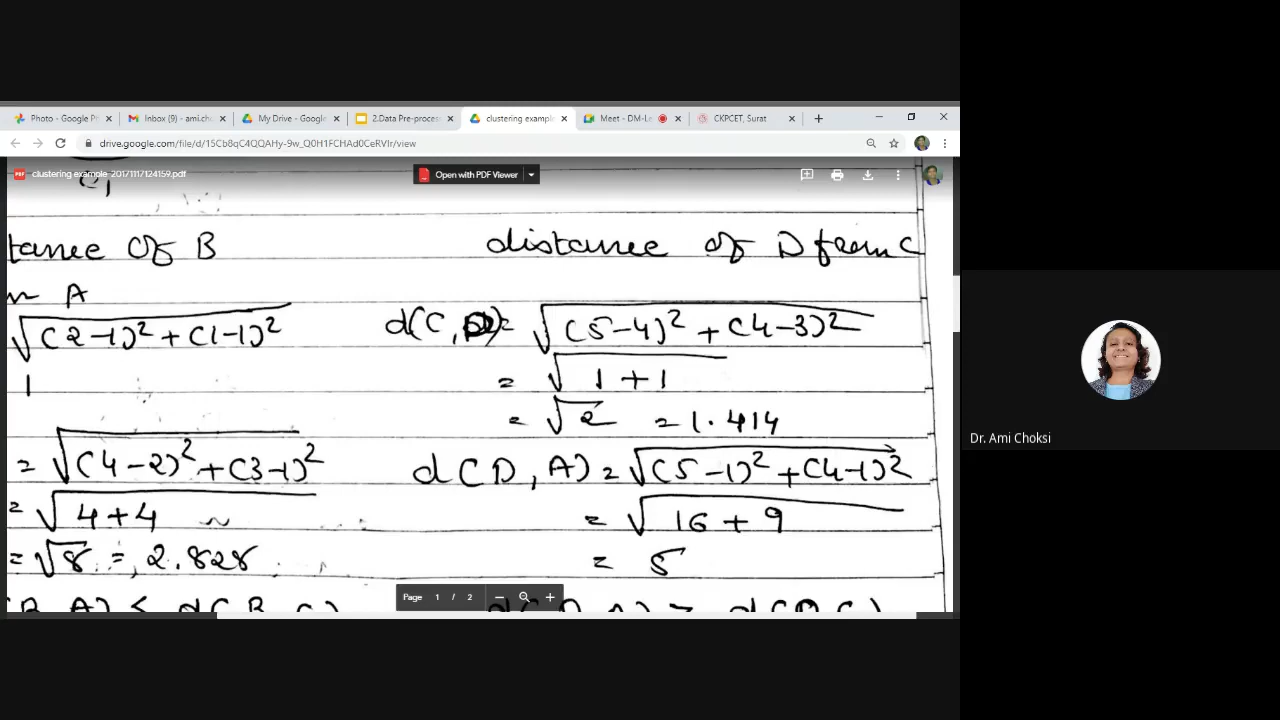 Photo - Google P
Inbox (9) - ami.ch
My Drive - Google
2.Data Pre-proces
clustering exampl
Meet - DM-Le
CKPCET, Surat
drive.google.com/file/d/15Cb8qC4QQAHy-9w_Q0H1FCHAd0CeRVIr/view
clustering example-20171117124159.pdf
Open with PDF Viewer
C1
tance of B
distance of D from C
m A
√(2-1)²+(1-1)²
d(C,D)= √(5-4)²+(4-3)²
1
= √1+1
= √2 =1.414
= √(4-2)²+(3-1)²
d(D,A)= √(5-1)²+(4-1)²
= √4+4
= √16+9
= √8 = 2.828
= 5
(B,A) < d(B,C)
d(D,A) > d(D,C)
Page 1 / 2
Dr. Ami Choksi